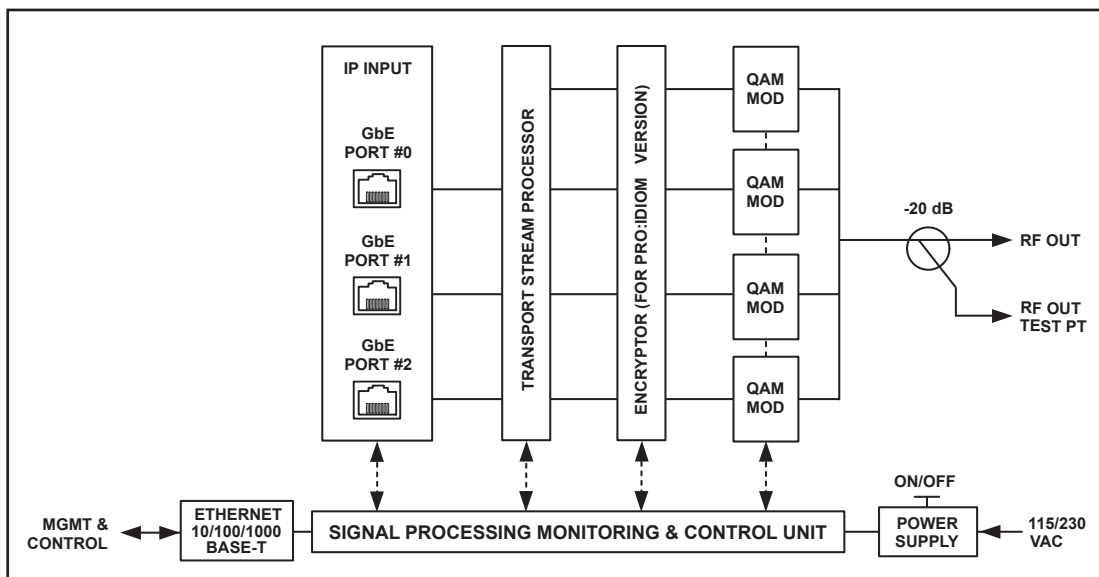 IP INPUT
GbE
PORT #0
GbE
PORT #1
GbE
PORT #2
TRANSPORT STREAM PROCESSOR
ENCRYPTOR (FOR PRO:IDIOM VERSION)
QAM
MOD
QAM
MOD
QAM
MOD
QAM
MOD
-20 dB
RF OUT
RF OUT
TEST PT
MGMT &
CONTROL
ETHERNET
10/100/1000
BASE-T
SIGNAL PROCESSING MONITORING & CONTROL UNIT
ON/OFF
POWER
SUPPLY
115/230
VAC